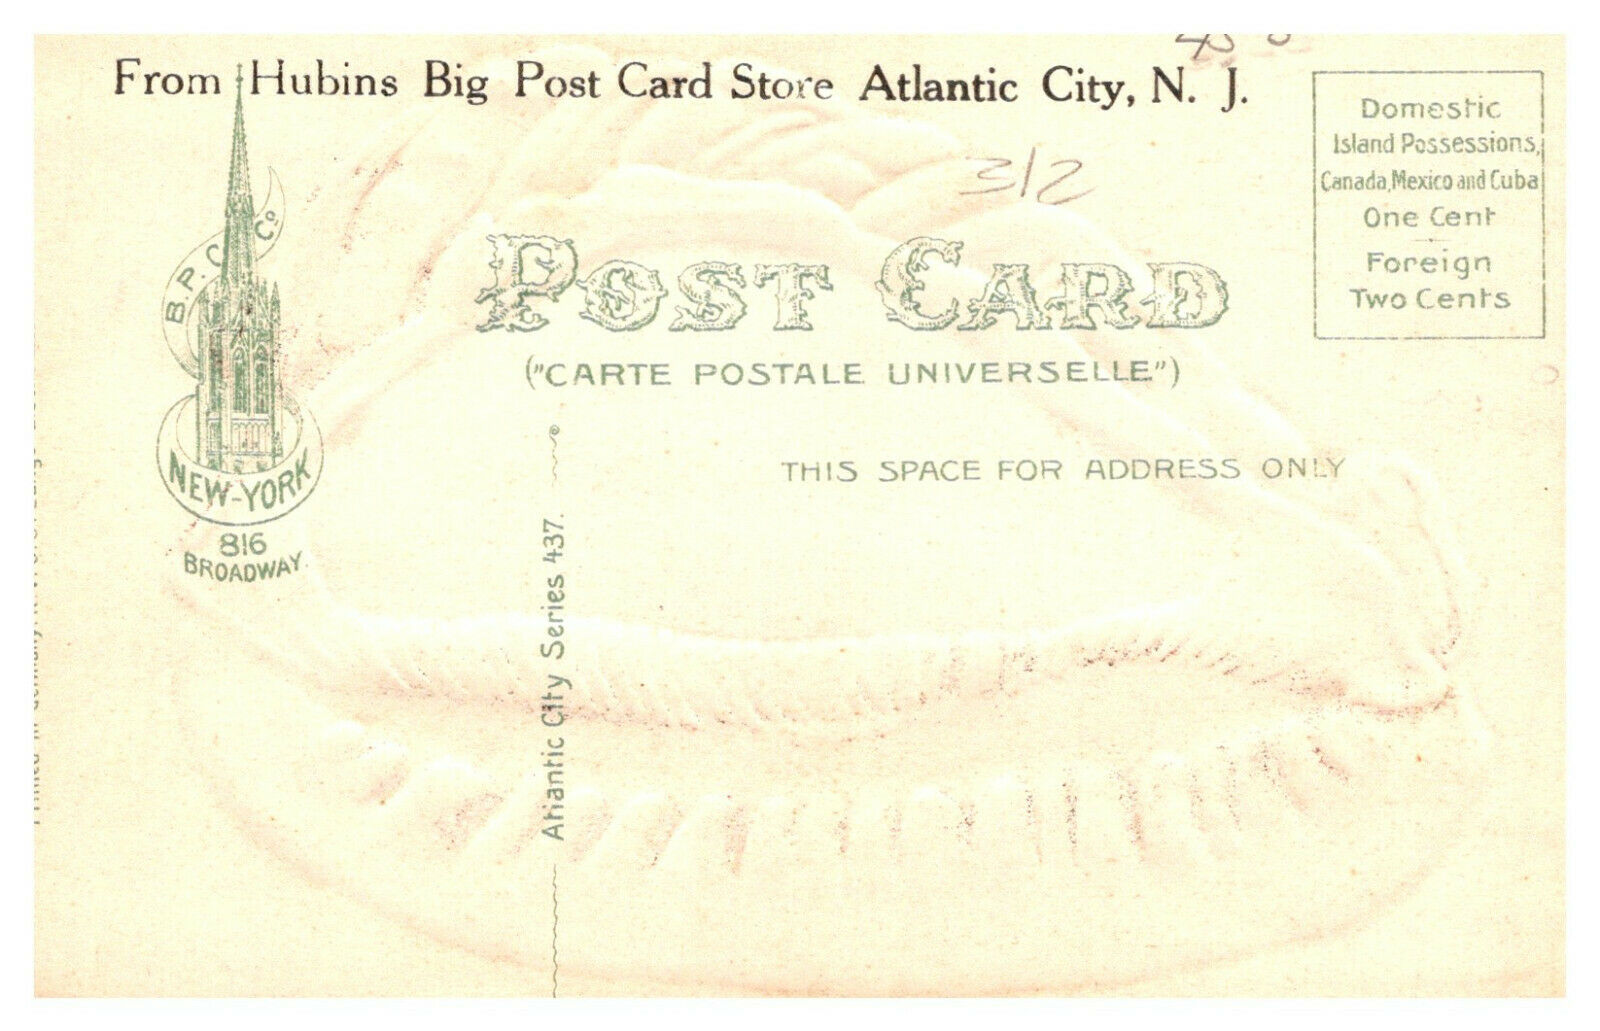 From Hubins Big Post Card Store Atlantic City, N. J.
312
Domestic
Island Possessions,
Canada, Mexico and Cuba
One Cent
Foreign
Two Cents
B. P. C. Co
NEW-YORK
816
BROADWAY.
POST CARD
("CARTE POSTALE UNIVERSELLE")
THIS SPACE FOR ADDRESS ONLY
Atlantic City Series 437.